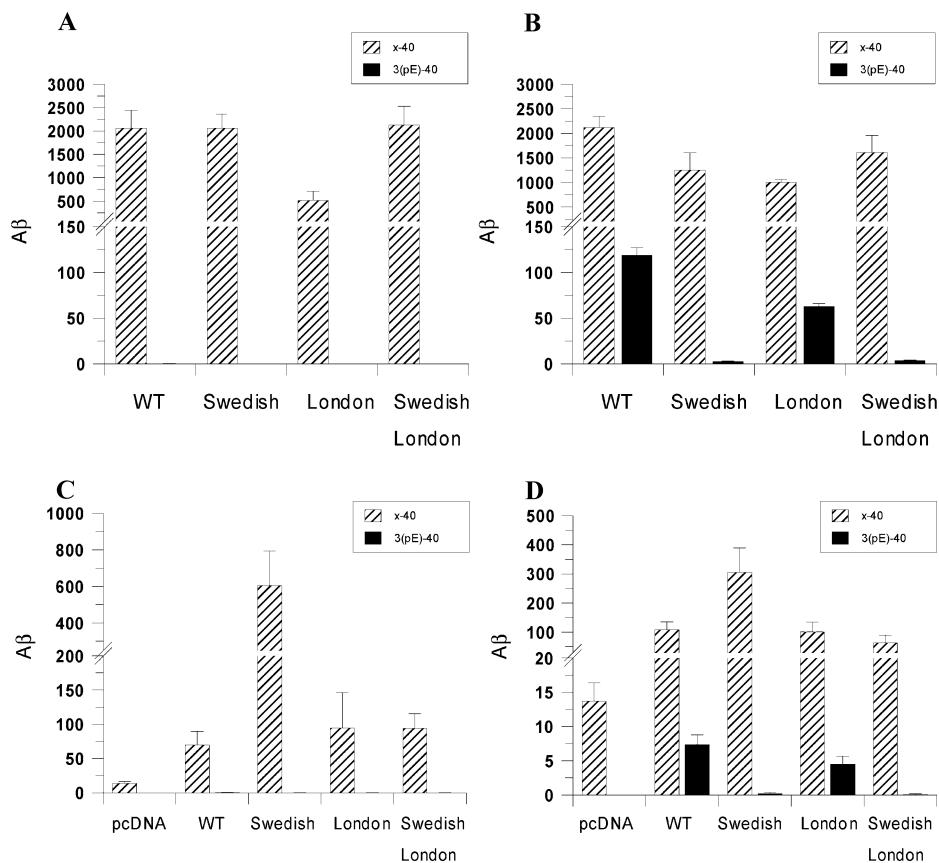 A
x-40
3(pE)-40
3000
2500
2000
1500
1000
500
150
100
50
0
Aβ
WT Swedish London Swedish
London
B
x-40
3(pE)-40
3000
2500
2000
1500
1000
500
150
100
50
0
Aβ
WT Swedish London Swedish
London
C
x-40
3(pE)-40
1000
800
600
400
200
150
100
50
0
Aβ
pcDNA WT Swedish London Swedish
London
D
x-40
3(pE)-40
500
400
300
200
100
20
15
10
5
0
Aβ
pcDNA WT Swedish London Swedish
London